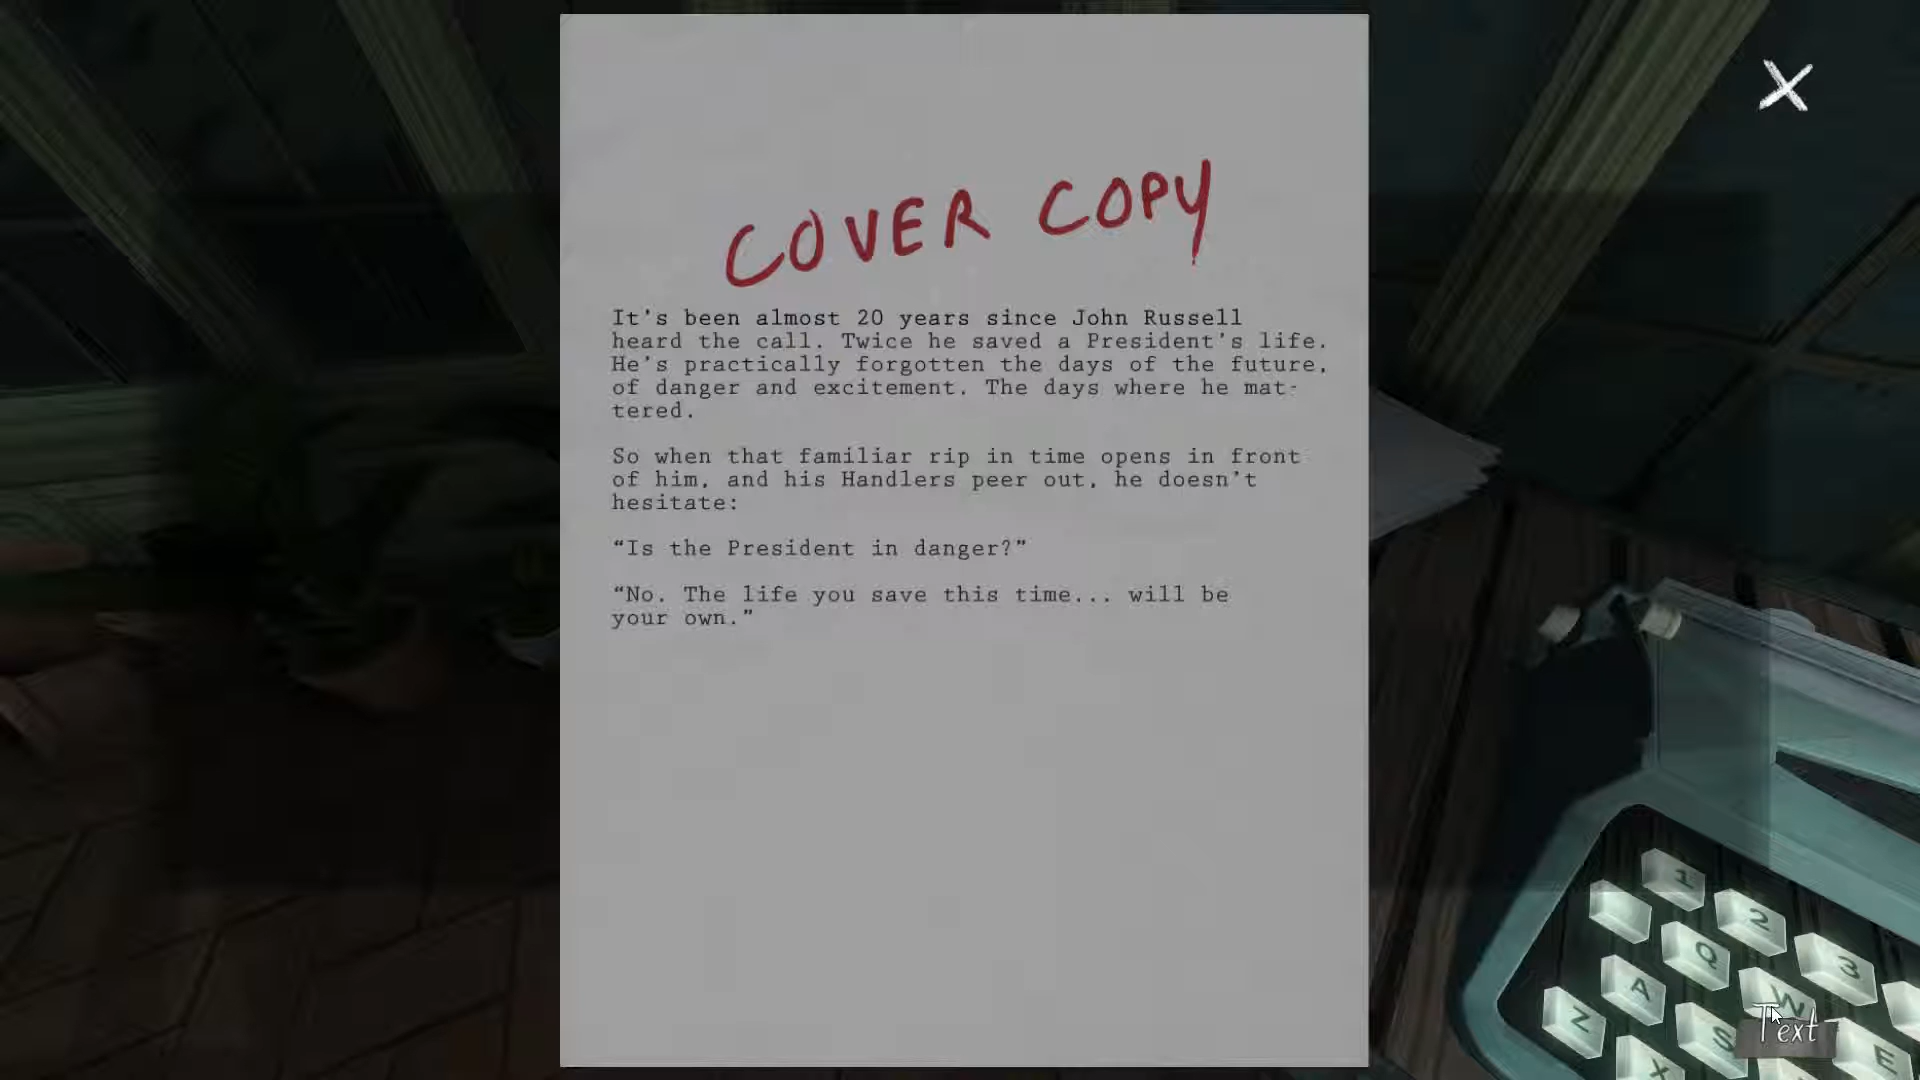 COVER COPY
It's been almost 20 years since John Russell
heard the call. Twice he saved a President's life.
He's practically forgotten the days of the future,
of danger and excitement. The days where he mat-
tered.
So when that familiar rip in time opens in front
of him, and his Handlers peer out, he doesn't
hesitate:
“Is the President in danger?”
“No. The life you save this time... will be
your own.”
1
2
3
Q
W
E
A
S
Z
X
Text